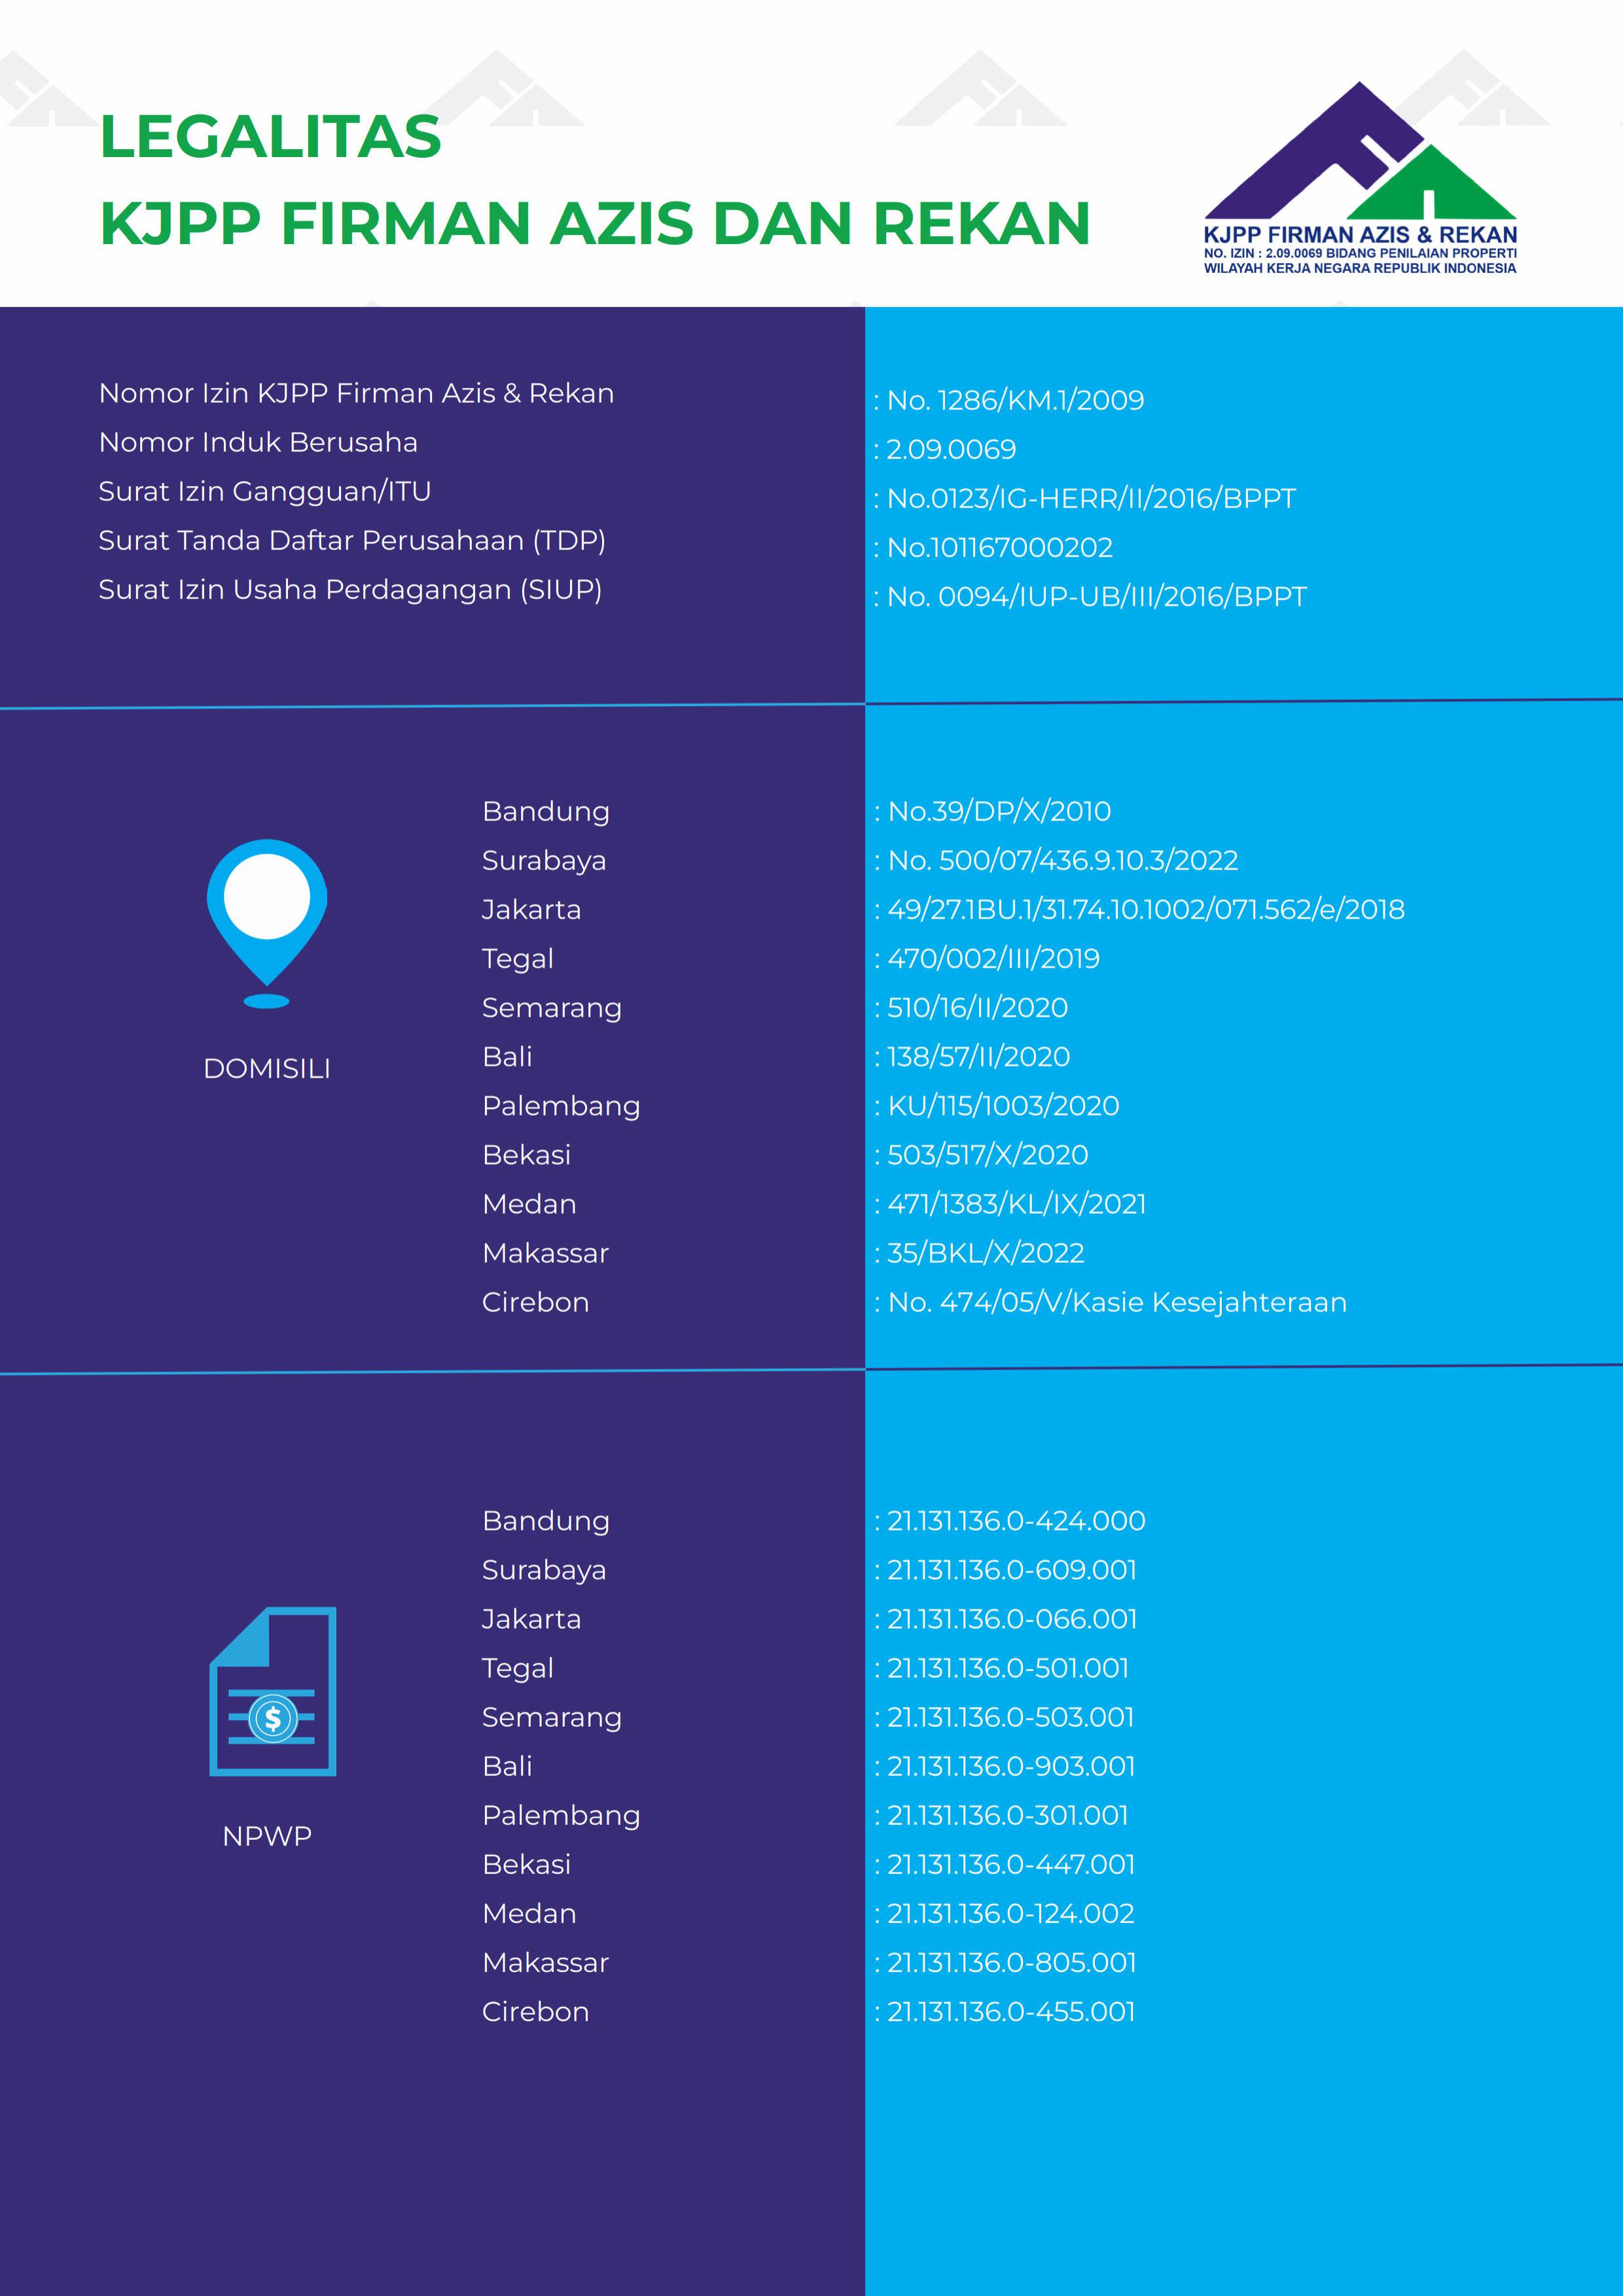 LEGALITAS
KJPP FIRMAN AZIS DAN REKAN
KJPP FIRMAN AZIS & REKAN
NO. IZIN : 2.09.0069 BIDANG PENILAIAN PROPERTI
WILAYAH KERJA NEGARA REPUBLIK INDONESIA
Nomor Izin KJPP Firman Azis & Rekan : No. 1286/KM.1/2009
Nomor Induk Berusaha : 2.09.0069
Surat Izin Gangguan/ITU : No.0123/IG-HERR/II/2016/BPPT
Surat Tanda Daftar Perusahaan (TDP) : No.101167000202
Surat Izin Usaha Perdagangan (SIUP) : No. 0094/IUP-UB/III/2016/BPPT
DOMISILI
Bandung : No.39/DP/X/2010
Surabaya : No. 500/07/436.9.10.3/2022
Jakarta : 49/27.1BU.1/31.74.10.1002/071.562/e/2018
Tegal : 470/002/III/2019
Semarang : 510/16/II/2020
Bali : 138/57/II/2020
Palembang : KU/115/1003/2020
Bekasi : 503/517/X/2020
Medan : 471/1383/KL/IX/2021
Makassar : 35/BKL/X/2022
Cirebon : No. 474/05/V/Kasie Kesejahteraan
$
NPWP
Bandung : 21.131.136.0-424.000
Surabaya : 21.131.136.0-609.001
Jakarta : 21.131.136.0-066.001
Tegal : 21.131.136.0-501.001
Semarang : 21.131.136.0-503.001
Bali : 21.131.136.0-903.001
Palembang : 21.131.136.0-301.001
Bekasi : 21.131.136.0-447.001
Medan : 21.131.136.0-124.002
Makassar : 21.131.136.0-805.001
Cirebon : 21.131.136.0-455.001